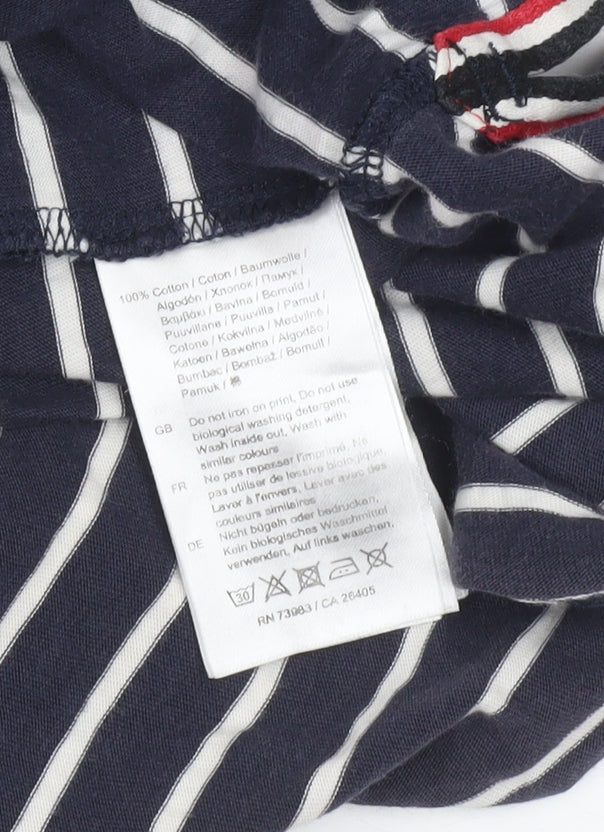 100% Cotton / Coton / Baumwolle /
Algodón / Хлопок / Памук /
Βαμβάκι / Bavlna / Bomuld /
Puuvillane / Puuvilla / Pamut /
Cotone / Kokvilna / Medvilnė /
Katoen / Bawełna / Algodão /
Bumbac / Bombaž / Bomull /
Pamuk / 棉
GB Do not iron on print, Do not use
biological washing detergent,
Wash inside out, Wash with
similar colours
FR Ne pas repasser l'imprimé, Ne
pas utiliser de lessive biologique,
Laver à l'envers, Laver avec des
couleurs similaires
DE Nicht bügeln oder bedrucken,
Kein biologisches Waschmittel
verwenden, Auf links waschen,
30
RN 73983 / CA 26405